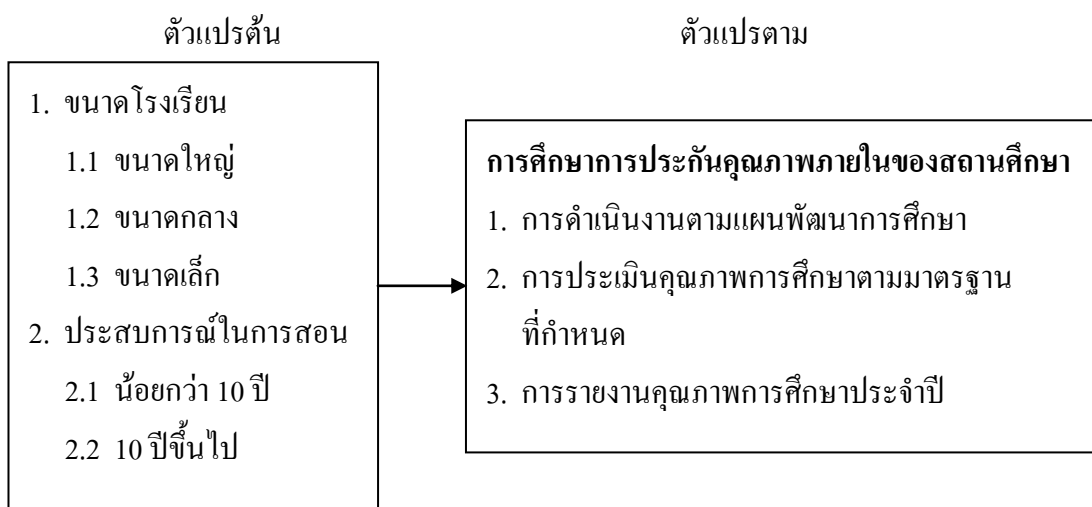 ตัวแปรต้น
1. ขนาดโรงเรียน
1.1 ขนาดใหญ่
1.2 ขนาดกลาง
1.3 ขนาดเล็ก
2. ประสบการณ์ในการสอน
2.1 น้อยกว่า 10 ปี
2.2 10 ปีขึ้นไป
ตัวแปรตาม
การศึกษาการประกันคุณภาพภายในของสถานศึกษา
1. การดำเนินงานตามแผนพัฒนาการศึกษา
2. การประเมินคุณภาพการศึกษาตามมาตรฐาน
ที่กำหนด
3. การรายงานคุณภาพการศึกษาประจำปี